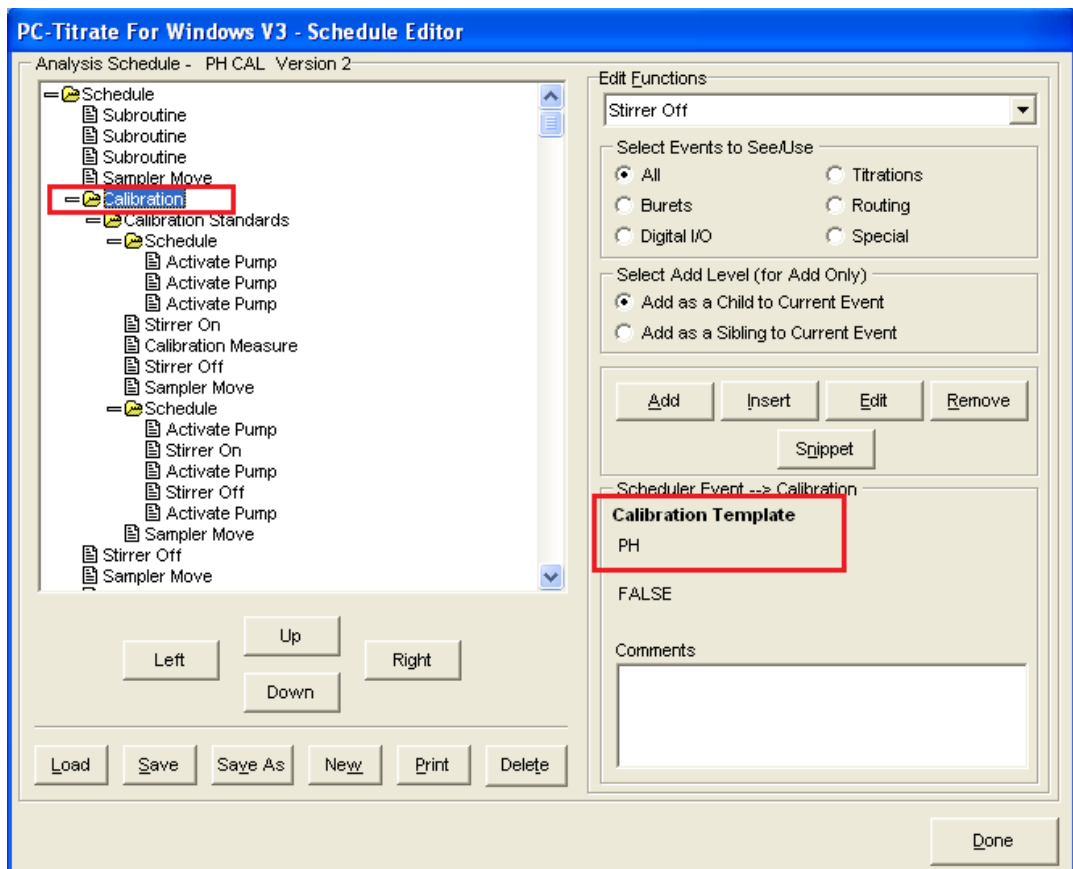 PC-Titrate For Windows V3 - Schedule Editor
Analysis Schedule - PH CAL Version 2
Schedule
Subroutine
Subroutine
Subroutine
Sampler Move
Calibration
Calibration Standards
Schedule
Activate Pump
Activate Pump
Activate Pump
Stirrer On
Calibration Measure
Stirrer Off
Sampler Move
Schedule
Activate Pump
Stirrer On
Activate Pump
Stirrer Off
Activate Pump
Sampler Move
Stirrer Off
Sampler Move
Left
Up
Down
Right
Load
Save
Save As
New
Print
Delete
Edit Functions
Stirrer Off
Select Events to See/Use
All
Titrations
Burets
Routing
Digital I/O
Special
Select Add Level (for Add Only)
Add as a Child to Current Event
Add as a Sibling to Current Event
Add
Insert
Edit
Remove
Snippet
Scheduler Event --> Calibration
Calibration Template
PH
FALSE
Comments
Done